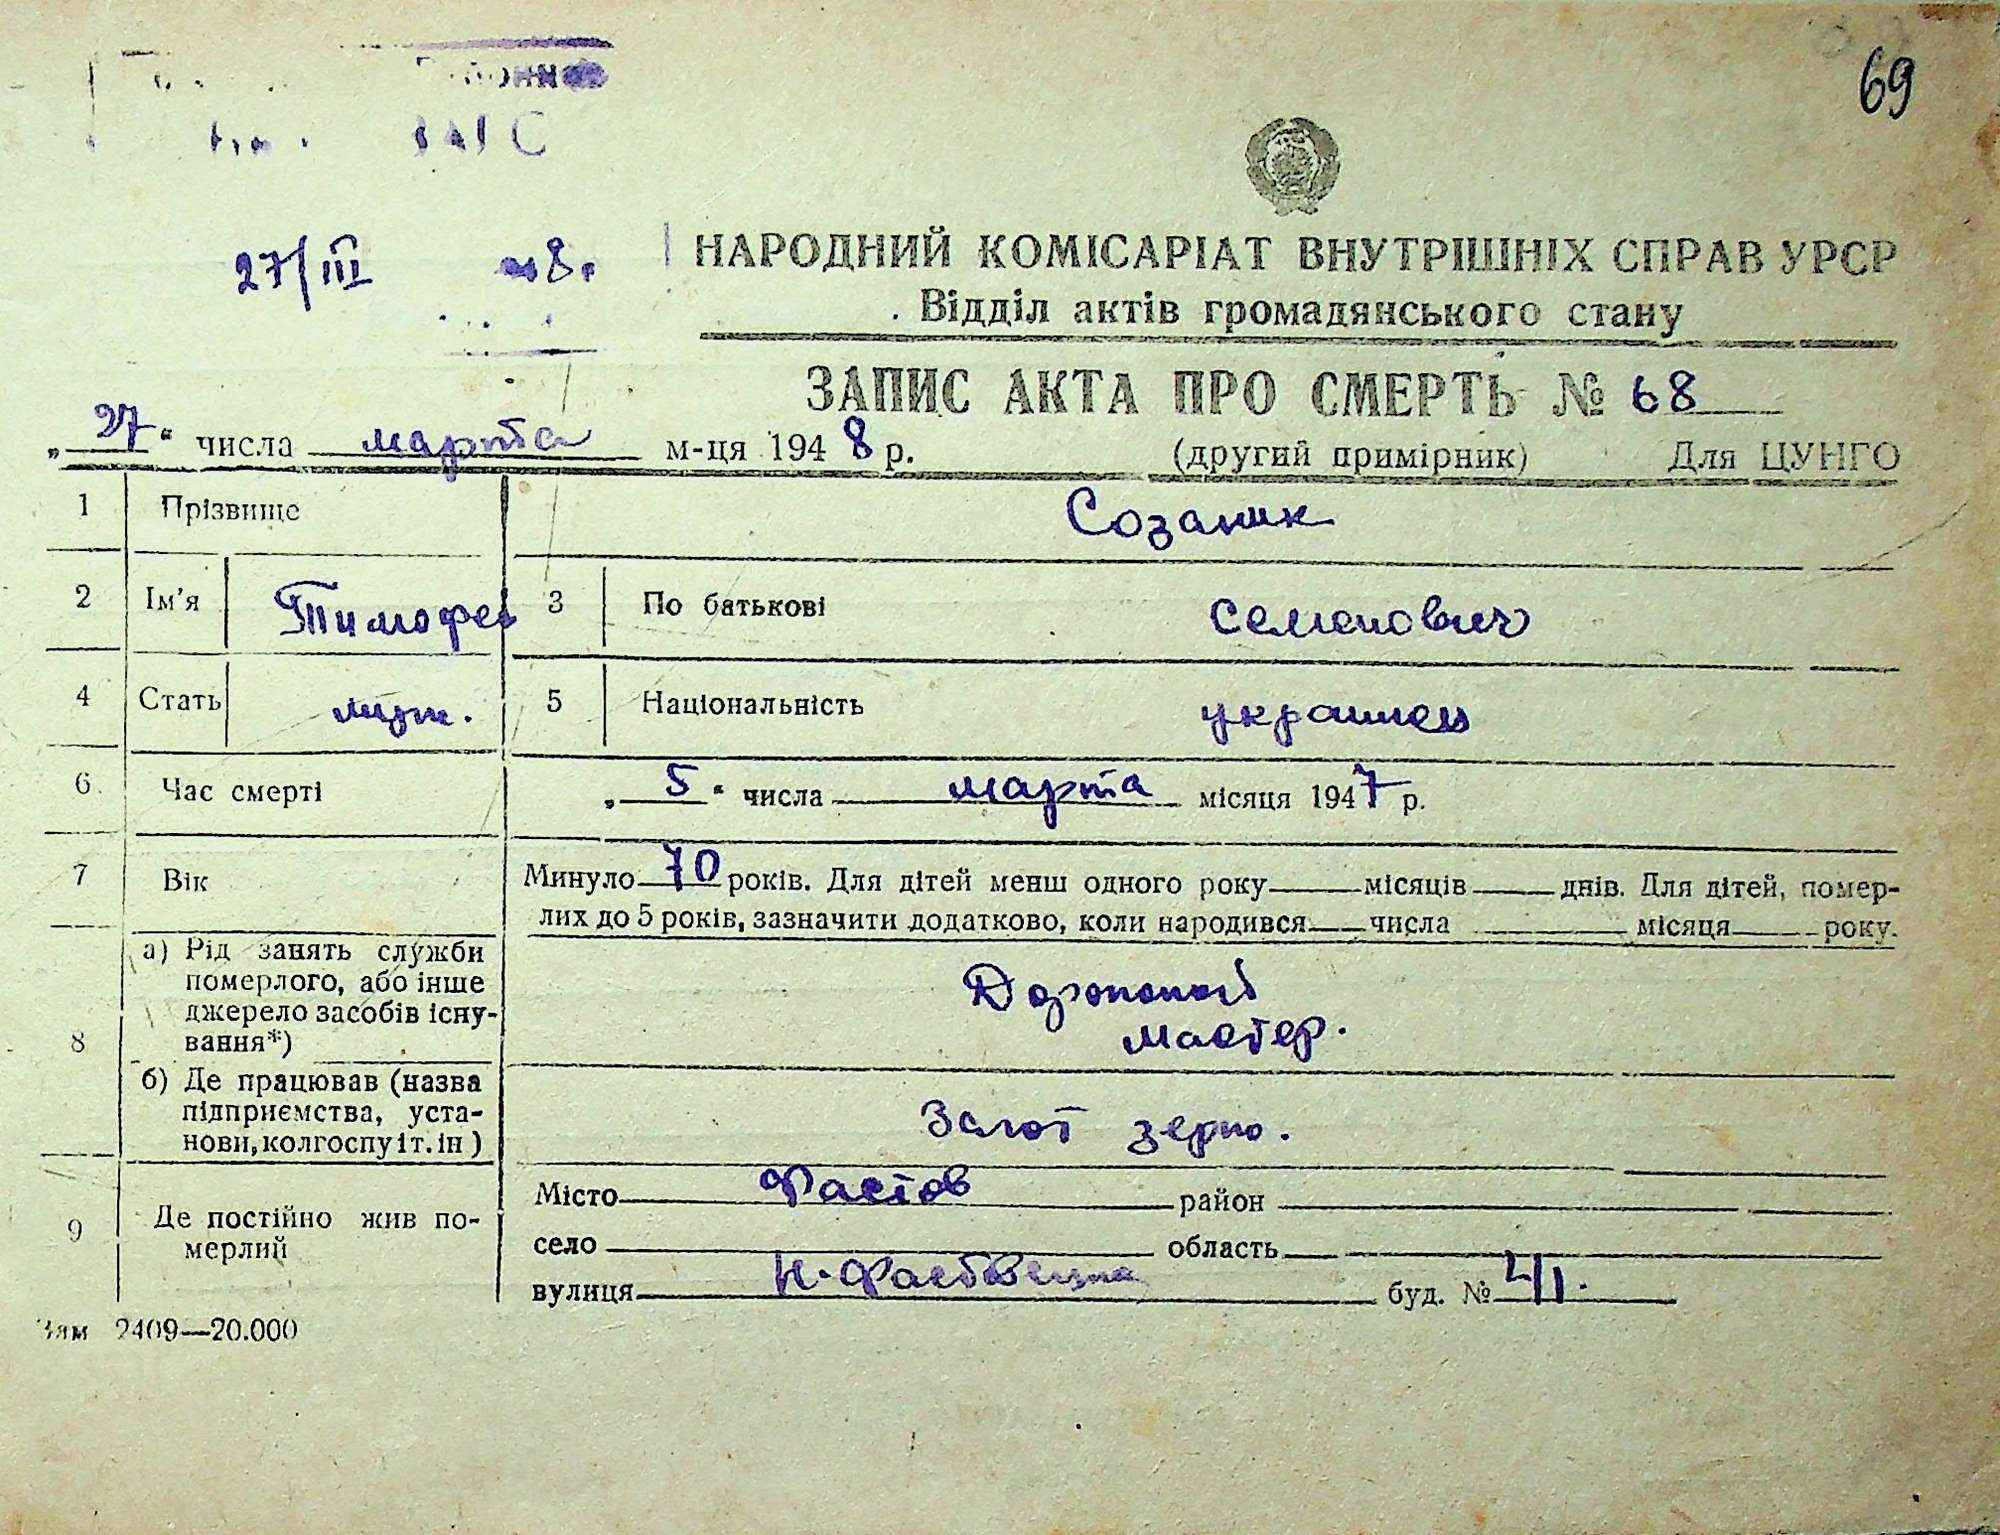 69
27/III 8.
НАРОДНИЙ КОМІСАРІАТ ВНУТРІШНІХ СПРАВ УРСР
Відділ актів громадянського стану
ЗАПИС АКТА ПРО СМЕРТЬ № 68
„27“ числа марта м-ця 1948 р. (другий примірник) Для ЦУНГО
1 Прізвище Созаник
2 Ім'я Тимофей 3 По батькові Семенович
4 Стать муж. 5 Національність украинец
6 Час смерті „5“ числа марта місяця 1947 р.
7 Вік Минуло 70 років. Для дітей менш одного року місяців днів. Для дітей, помер-
лих до 5 років, зазначити додатково, коли народився числа місяця року.
8 а) Рід занять служби
померлого, або інше
джерело засобів існу-
вання*)
мастер.
б) Де працював (назва
підприємства, уста-
нови, колгоспу і т. ін)
зерно.
9 Де постійно жив по-
мерлий
Місто Фастов район
село область
вулиця буд. №
Зам 2409—20.000